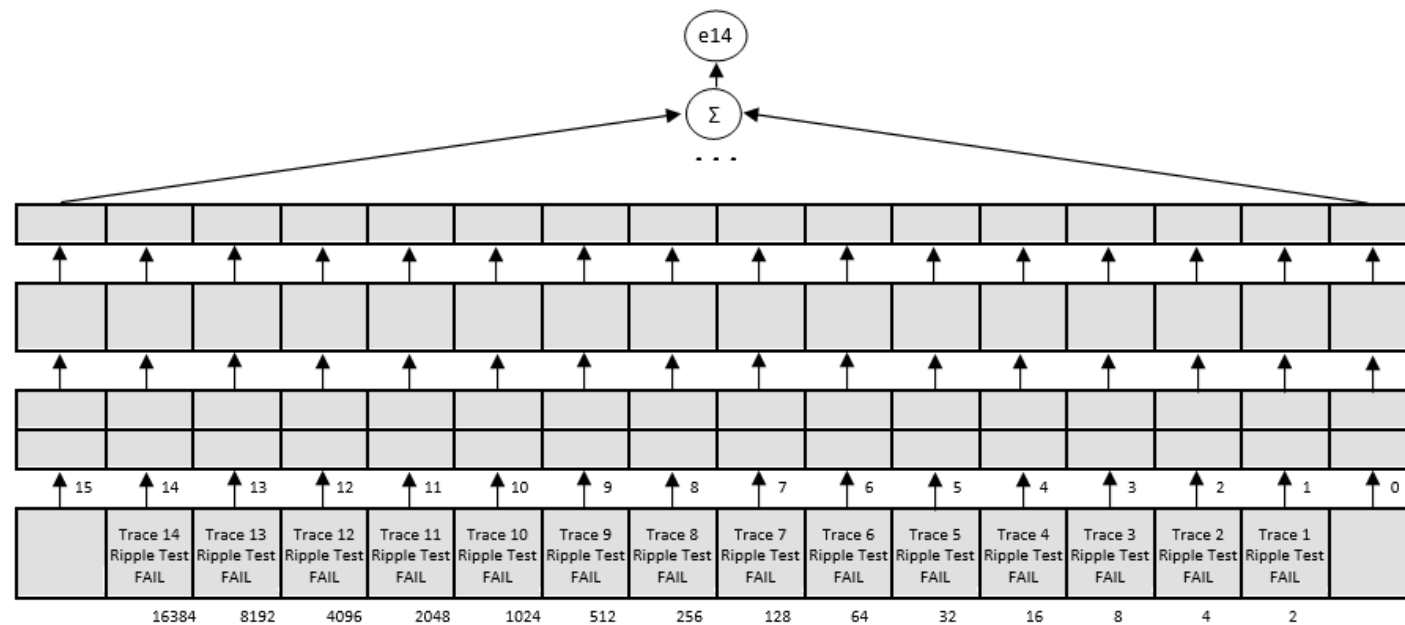 e14
Σ
. . .
15 14 13 12 11 10 9 8 7 6 5 4 3 2 1 0
Trace 14 Trace 13 Trace 12 Trace 11 Trace 10 Trace 9 Trace 8 Trace 7 Trace 6 Trace 5 Trace 4 Trace 3 Trace 2 Trace 1
Ripple Test Ripple Test Ripple Test Ripple Test Ripple Test Ripple Test Ripple Test Ripple Test Ripple Test Ripple Test Ripple Test Ripple Test Ripple Test Ripple Test
FAIL FAIL FAIL FAIL FAIL FAIL FAIL FAIL FAIL FAIL FAIL FAIL FAIL FAIL
16384 8192 4096 2048 1024 512 256 128 64 32 16 8 4 2